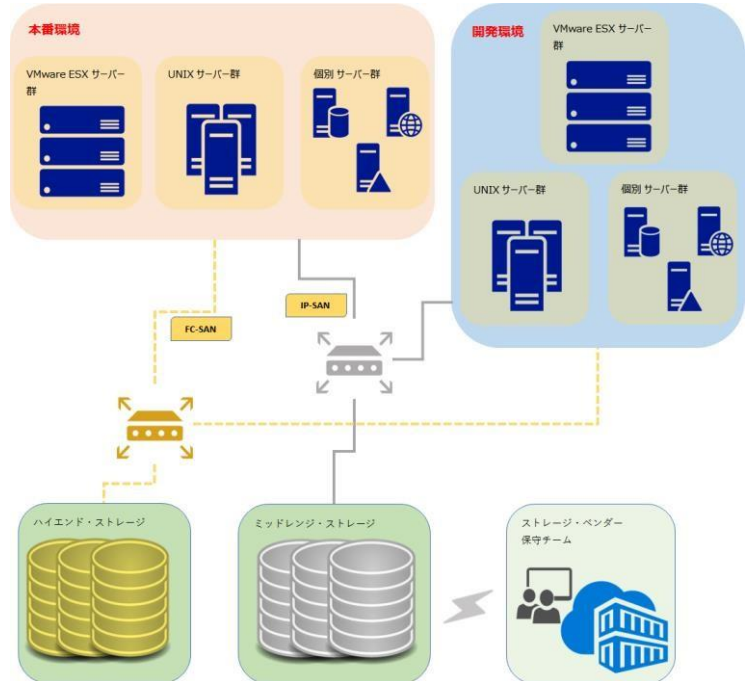 本番環境
VMware ESX サーバー
群
UNIX サーバー群
個別 サーバー群
開発環境
VMware ESX サーバー
群
UNIX サーバー群
個別 サーバー群
IP-SAN
FC-SAN
ハイエンド・ストレージ
ミッドレンジ・ストレージ
ストレージ・ベンダー
保守チーム